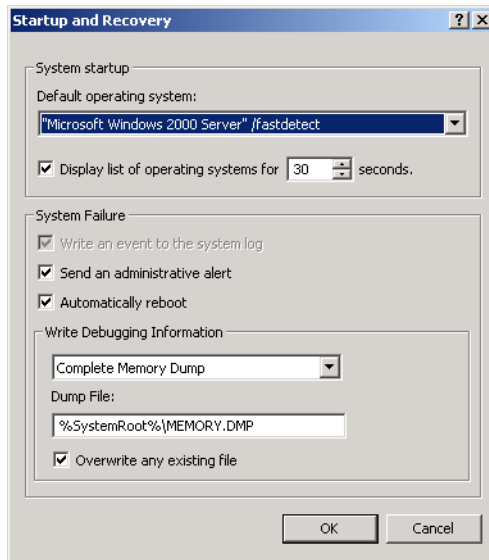 Startup and Recovery
System startup
Default operating system:
"Microsoft Windows 2000 Server" /fastdetect
Display list of operating systems for 30 seconds.
System Failure
Write an event to the system log
Send an administrative alert
Automatically reboot
Write Debugging Information
Complete Memory Dump
Dump File:
%SystemRoot%\MEMORY.DMP
Overwrite any existing file
OK Cancel